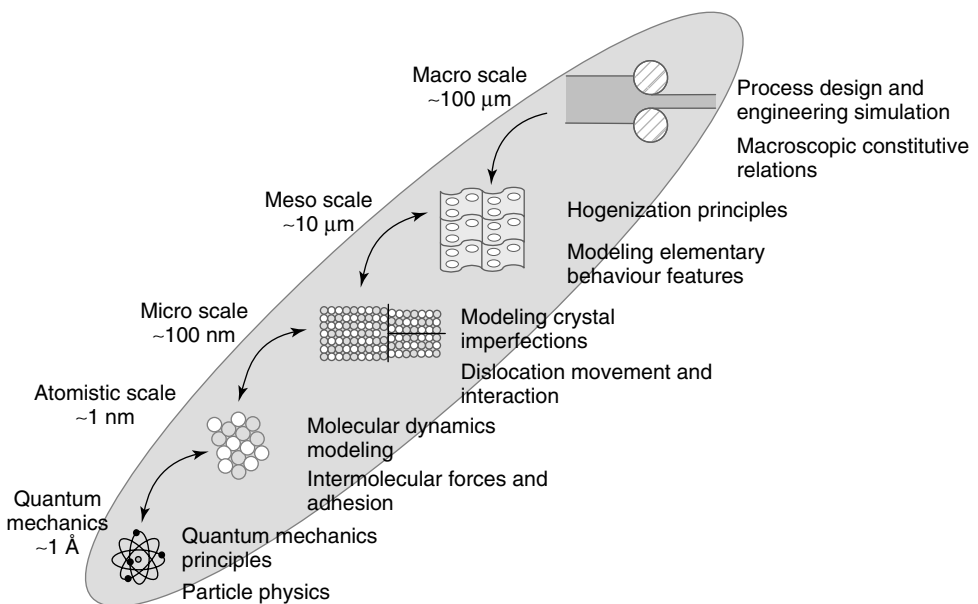 Macro scale
~100 μm
Process design and
engineering simulation
Macroscopic constitutive
relations
Meso scale
~10 μm
Hogenization principles
Modeling elementary
behaviour features
Micro scale
~100 nm
Modeling crystal
imperfections
Dislocation movement and
interaction
Atomistic scale
~1 nm
Molecular dynamics
modeling
Intermolecular forces and
adhesion
Quantum
mechanics
~1 Å
Quantum mechanics
principles
Particle physics